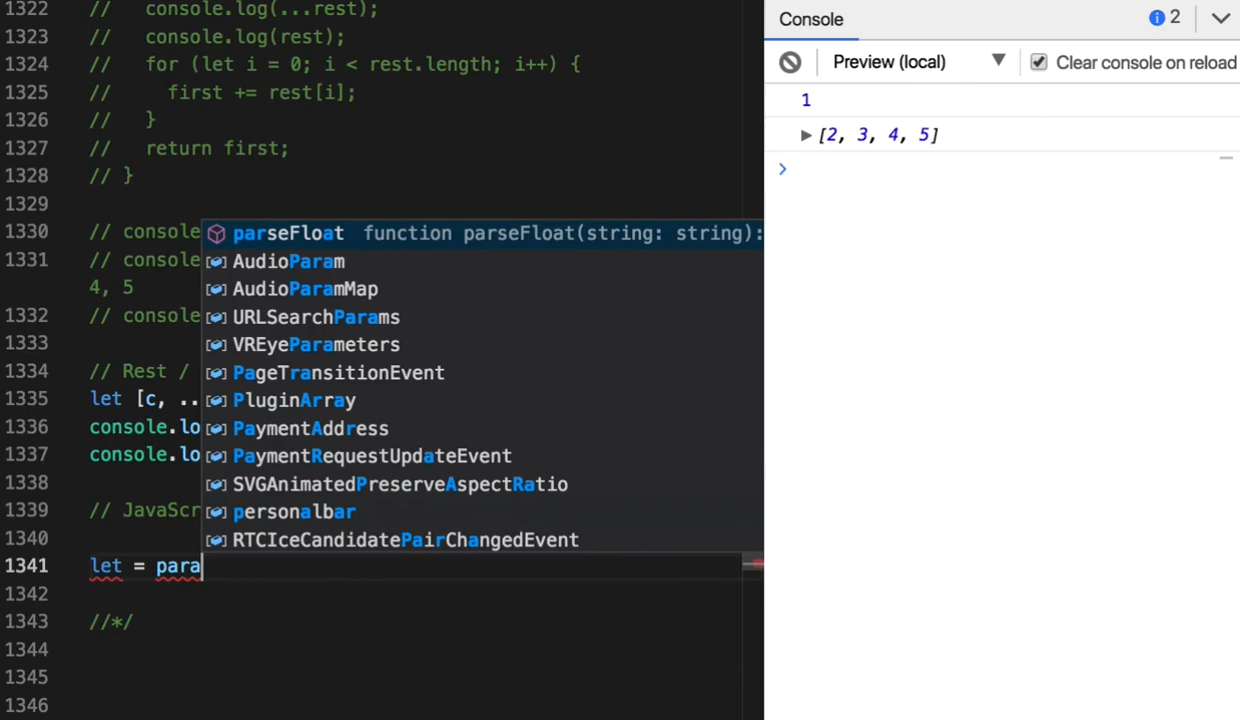 1322 // console.log(...rest);
1323 // console.log(rest);
1324 // for (let i = 0; i < rest.length; i++) {
1325 // first += rest[i];
1326 // }
1327 // return first;
1328 // }
1329
1330 // console
1331 // console
4, 5
1332 // console
1333
1334 // Rest /
1335 let [c, ..
1336 console.lo
1337 console.lo
1338
1339 // JavaScr
1340
1341 let = para
1342
1343 //*/
1344
1345
1346
parseFloat function parseFloat(string: string):
AudioParam
AudioParamMap
URLSearchParams
VREyeParameters
PageTransitionEvent
PluginArray
PaymentAddress
PaymentRequestUpdateEvent
SVGAnimatedPreserveAspectRatio
personalbar
RTCIceCandidatePairChangedEvent
Console 2
Preview (local) ▼ Clear console on reload
1
▶ [2, 3, 4, 5]
>